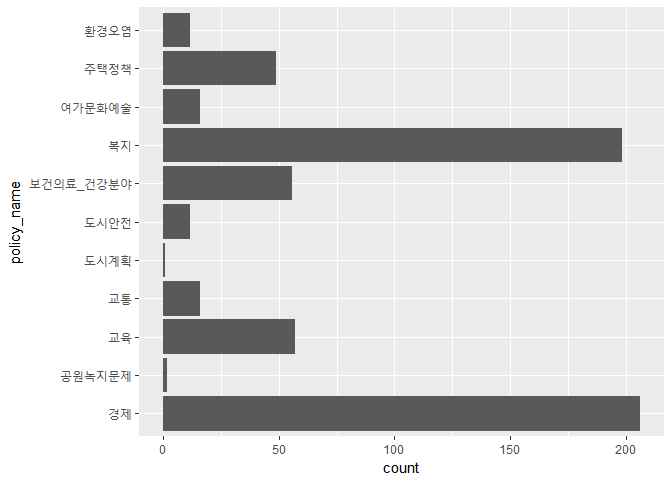 policy_name
환경오염
주택정책
여가문화예술
복지
보건의료_건강분야
도시안전
도시계획
교통
교육
공원녹지문제
경제
0 50 100 150 200
count